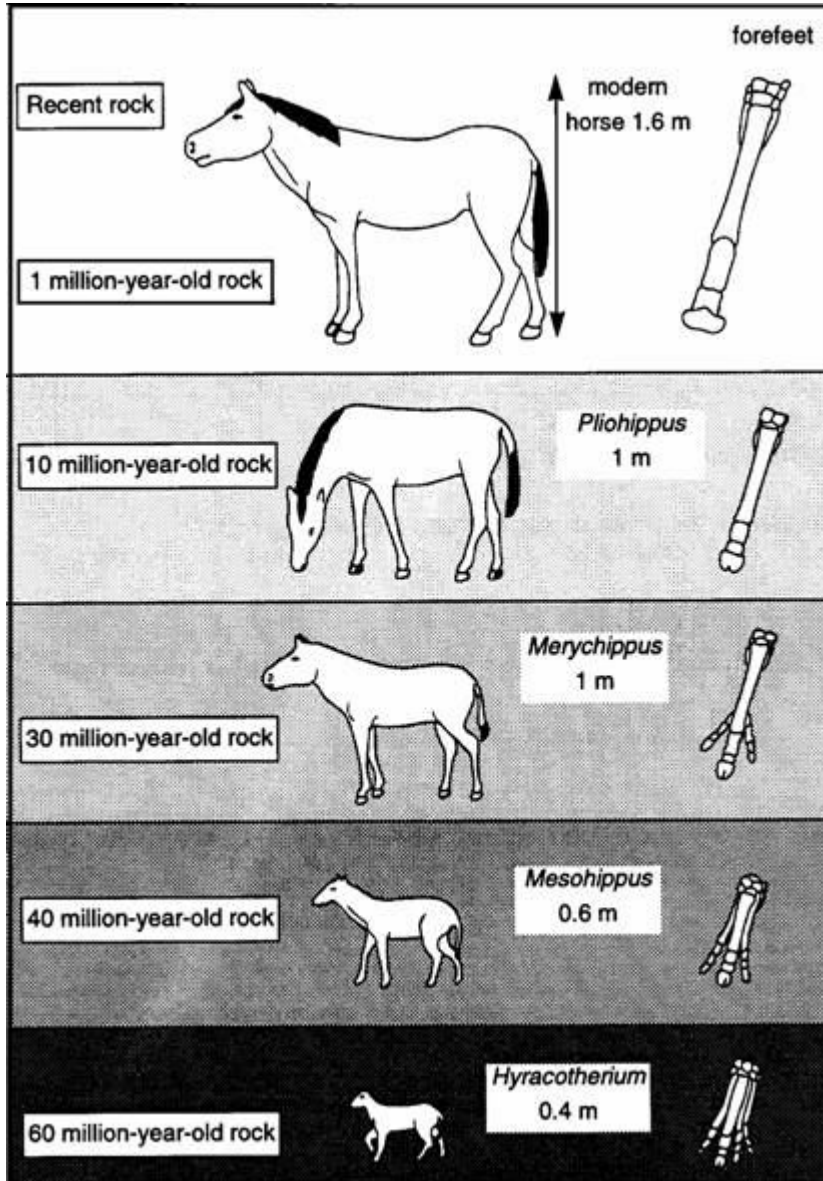 forefeet
Recent rock
modern
horse 1.6 m
1 million-year-old rock
Pliohippus
1 m
10 million-year-old rock
Merychippus
1 m
30 million-year-old rock
Mesohippus
0.6 m
40 million-year-old rock
Hyracotherium
0.4 m
60 million-year-old rock